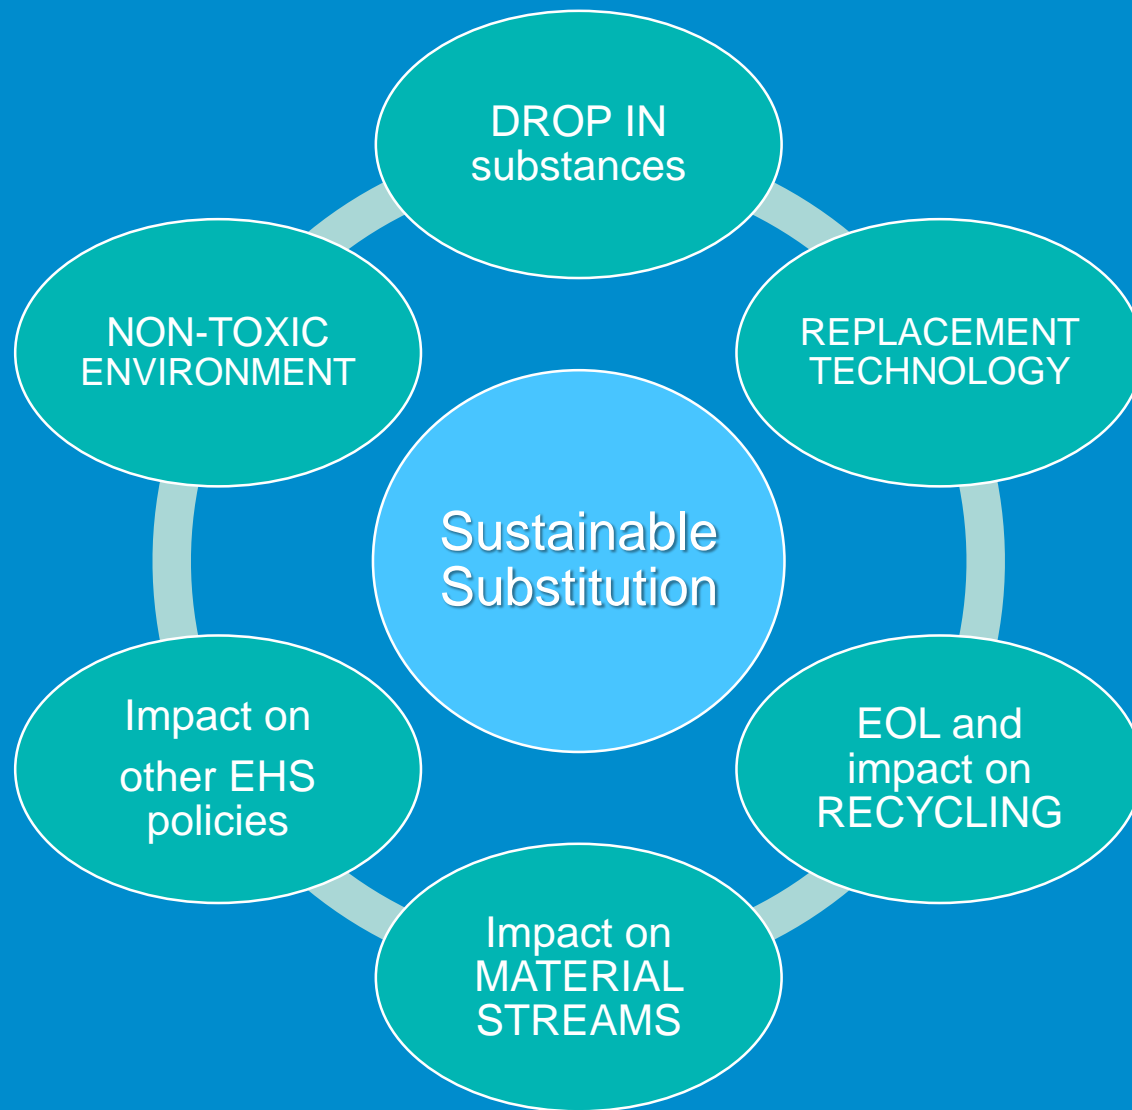 DROP IN
substances
REPLACEMENT
TECHNOLOGY
EOL and
impact on
RECYCLING
Impact on
MATERIAL
STREAMS
Impact on
other EHS
policies
NON-TOXIC
ENVIRONMENT
Sustainable
Substitution